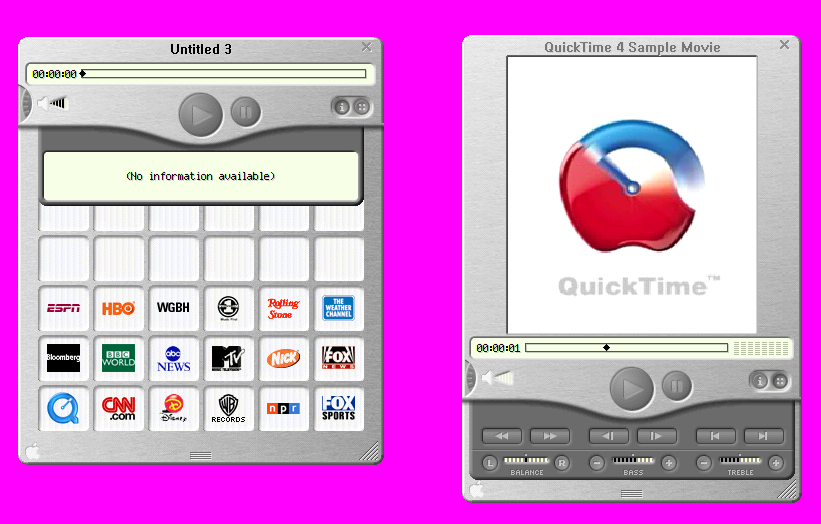 Untitled 3
00:00:00
(No information available)
ESPN
HBO
WGBH
Rolling
Stone
THE
WEATHER
CHANNEL
Bloomberg
BBC
WORLD
abc
NEWS
MTV
MUSIC TELEVISION
NICK
FOX
NEWS
CNN
.com
Disney
WB
RECORDS
npr
FOX
SPORTS
QuickTime 4 Sample Movie
QuickTime™
00:00:01
L
R
BALANCE
BASS
TREBLE